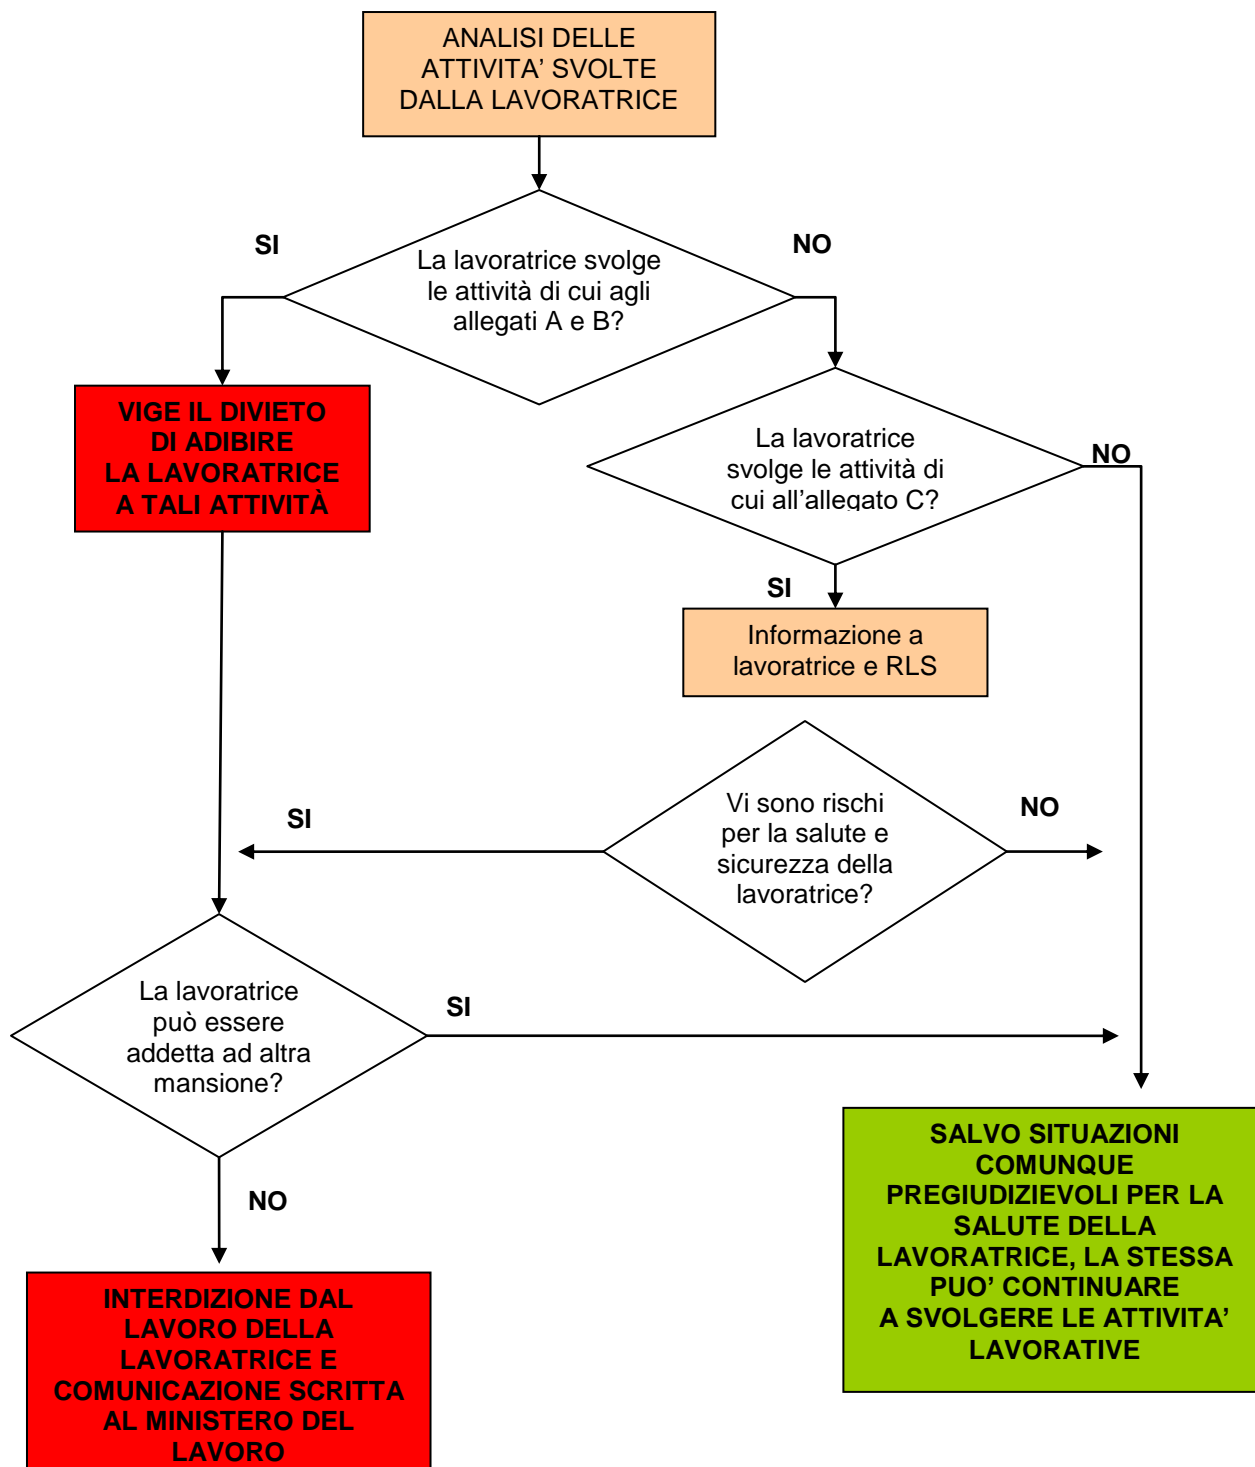 ANALISI DELLE
ATTIVITA’ SVOLTE
DALLA LAVORATRICE
SI
NO
La lavoratrice svolge
le attività di cui agli
allegati A e B?
VIGE IL DIVIETO
DI ADIBIRE
LA LAVORATRICE
A TALI ATTIVITÀ
La lavoratrice
svolge le attività di
cui all’allegato C?
NO
SI
Informazione a
lavoratrice e RLS
Vi sono rischi
per la salute e
sicurezza della
lavoratrice?
SI
NO
La lavoratrice
può essere
addetta ad altra
mansione?
SI
NO
SALVO SITUAZIONI
COMUNQUE
PREGIUDIZIEVOLI PER LA
SALUTE DELLA
LAVORATRICE, LA STESSA
PUO’ CONTINUARE
A SVOLGERE LE ATTIVITA’
LAVORATIVE
INTERDIZIONE DAL
LAVORO DELLA
LAVORATRICE E
COMUNICAZIONE SCRITTA
AL MINISTERO DEL
LAVORO